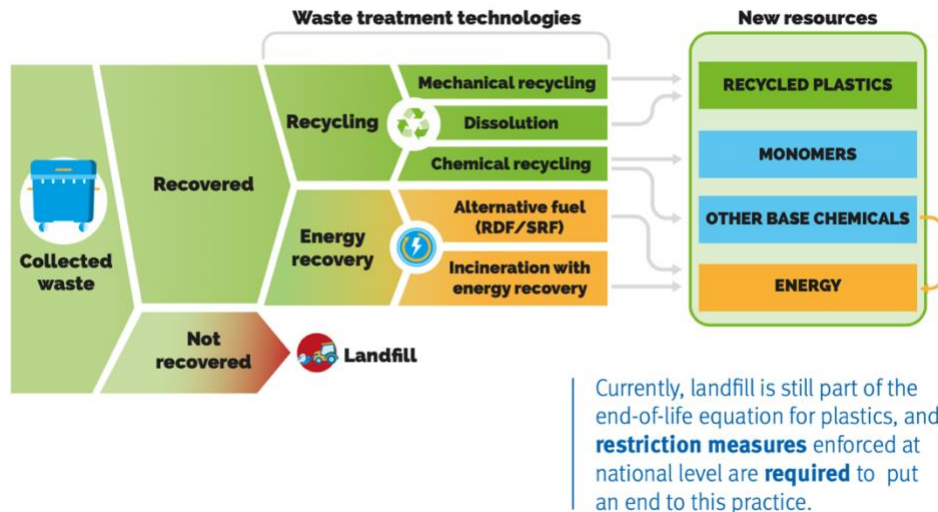 Waste treatment technologies
New resources
Collected
waste
Recovered
Not
recovered
Recycling
Energy
recovery
Mechanical recycling
Dissolution
Chemical recycling
Alternative fuel
(RDF/SRF)
Incineration with
energy recovery
Landfill
RECYCLED PLASTICS
MONOMERS
OTHER BASE CHEMICALS
ENERGY
Currently, landfill is still part of the
end-of-life equation for plastics, and
restriction measures enforced at
national level are required to put
an end to this practice.